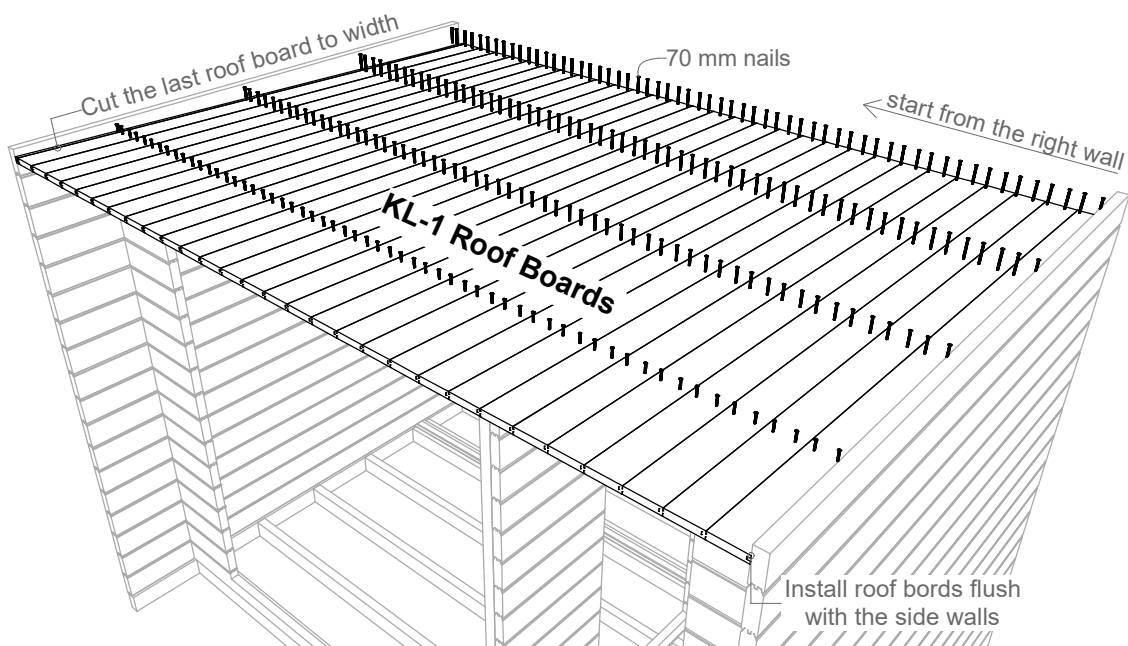 Cut the last roof board to width
70 mm nails
start from the right wall
KL-1 Roof Boards
Install roof bords flush
with the side walls